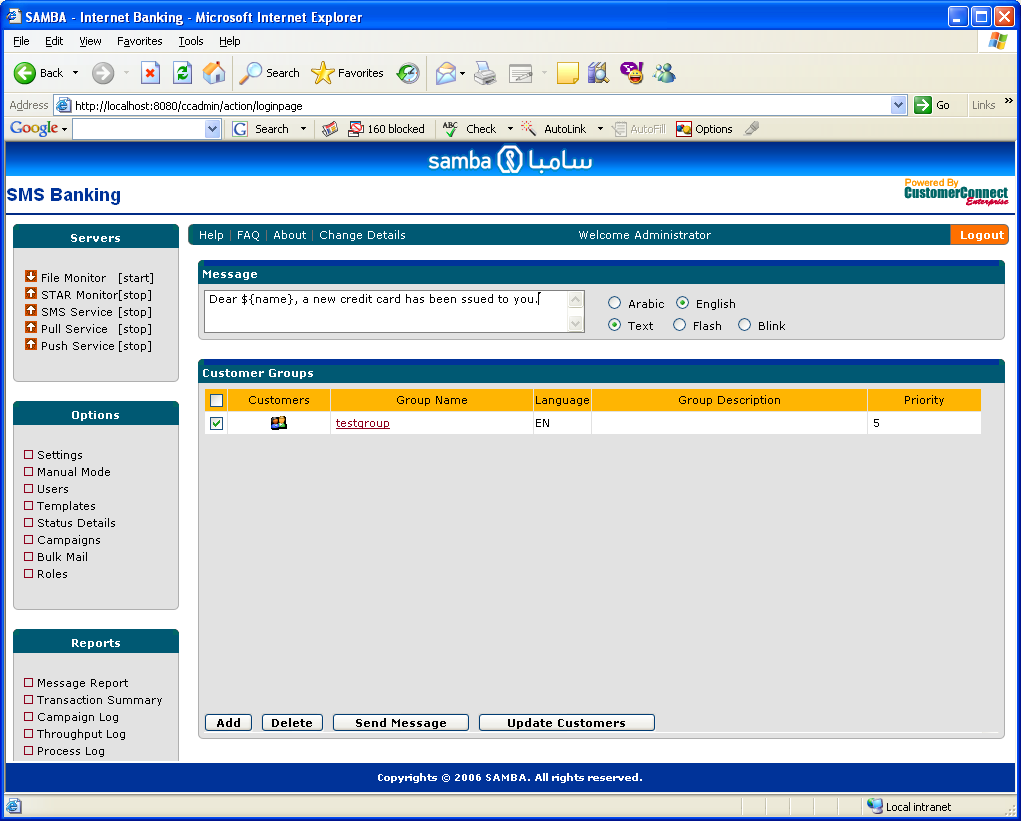 SAMBA - Internet Banking - Microsoft Internet Explorer
File Edit View Favorites Tools Help
Back Search Favorites
Address http://localhost:8080/ccadmin/action/loginpage Go Links »
Google Search 160 blocked ABC Check AutoLink AutoFill Options
samba سامبا
SMS Banking
Powered By
CustomerConnect
Enterprise
Servers
File Monitor [start]
STAR Monitor[stop]
SMS Service [stop]
Pull Service [stop]
Push Service [stop]
Options
Settings
Manual Mode
Users
Templates
Status Details
Campaigns
Bulk Mail
Roles
Reports
Message Report
Transaction Summary
Campaign Log
Throughput Log
Process Log
Help | FAQ | About | Change Details Welcome Administrator Logout
Message
Dear ${name}, a new credit card has been ssued to you.
Arabic English
Text Flash Blink
Customer Groups
Customers Group Name Language Group Description Priority
testgroup EN 5
Add Delete Send Message Update Customers
Copyrights © 2006 SAMBA. All rights reserved.
Local intranet